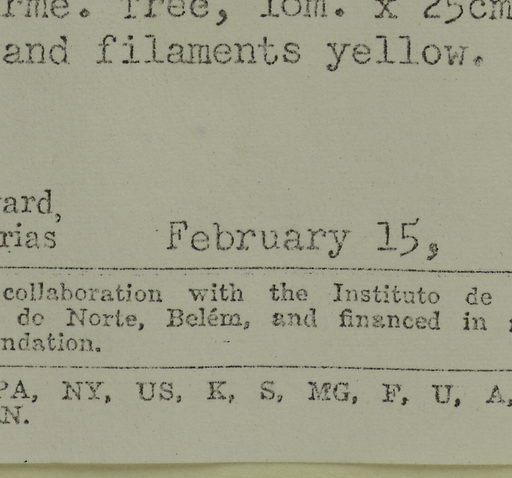 rme. Tree, 10m. x 25cm
and filaments yellow.
ard,
rias February 15,
collaboration with the Instituto de
do Norte, Belém, and financed in
ndation.
PA, NY, US, K, S, MG, F, U, A,
N.